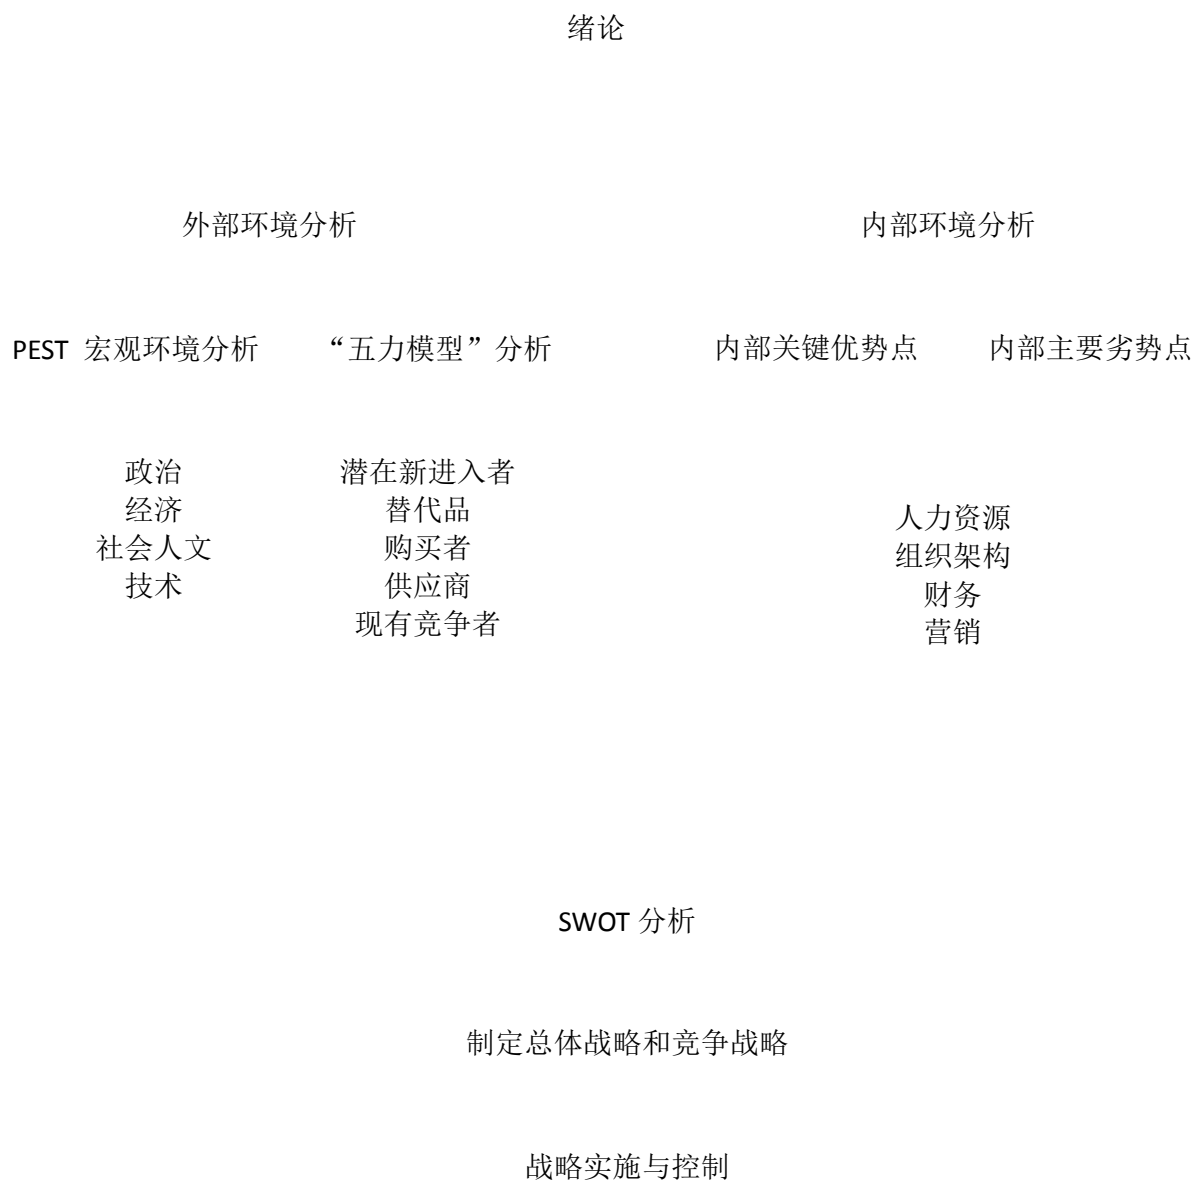 绪论
外部环境分析
内部环境分析
PEST 宏观环境分析
“五力模型”分析
内部关键优势点
内部主要劣势点
政治
经济
社会人文
技术
潜在新进入者
替代品
购买者
供应商
现有竞争者
人力资源
组织架构
财务
营销
SWOT 分析
制定总体战略和竞争战略
战略实施与控制